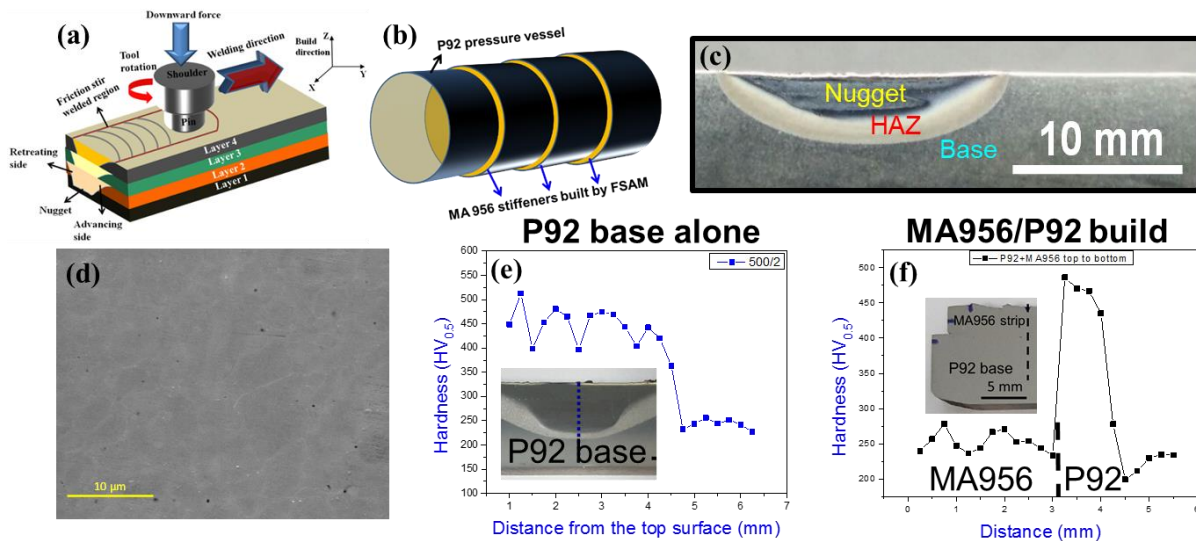 (a)
Downward force
Tool
rotation
Welding direction
Build
direction
Z
Y
X
Shoulder
Pin
Friction stir
welded region
Layer 4
Layer 3
Layer 2
Layer 1
Retreating
side
Nugget
Advancing
side
(b)
P92 pressure vessel
MA 956 stiffeners built by FSAM
(c)
Nugget
HAZ
Base
10 mm
(d)
10 µm
P92 base alone
(e)
500/2
Hardness (HV0.5)
600
550
500
450
400
350
300
250
200
150
100
P92 base
0 1 2 3 4 5 6 7
Distance from the top surface (mm)
MA956/P92 build
P92+MA956 top to bottom
(f)
Hardness (HV0.5)
500
450
400
350
300
250
200
MA956 strip
P92 base
5 mm
MA956
P92
0 1 2 3 4 5 6
Distance (mm)